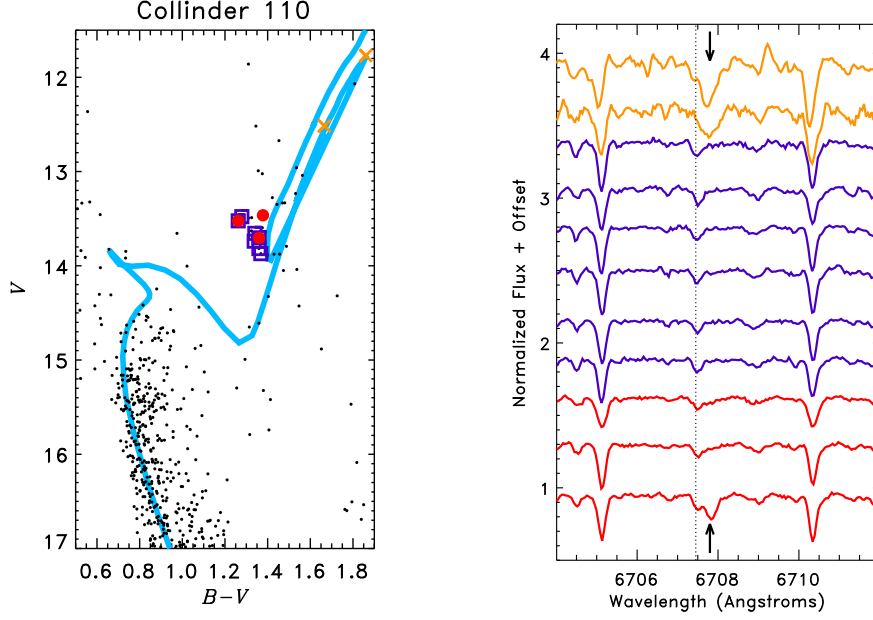 Collinder 110
12
13
14
15
16
17
V
0.6 0.8 1.0 1.2 1.4 1.6 1.8
B−V
4
3
2
1
Normalized Flux + Offset
6706 6708 6710
Wavelength (Angstroms)